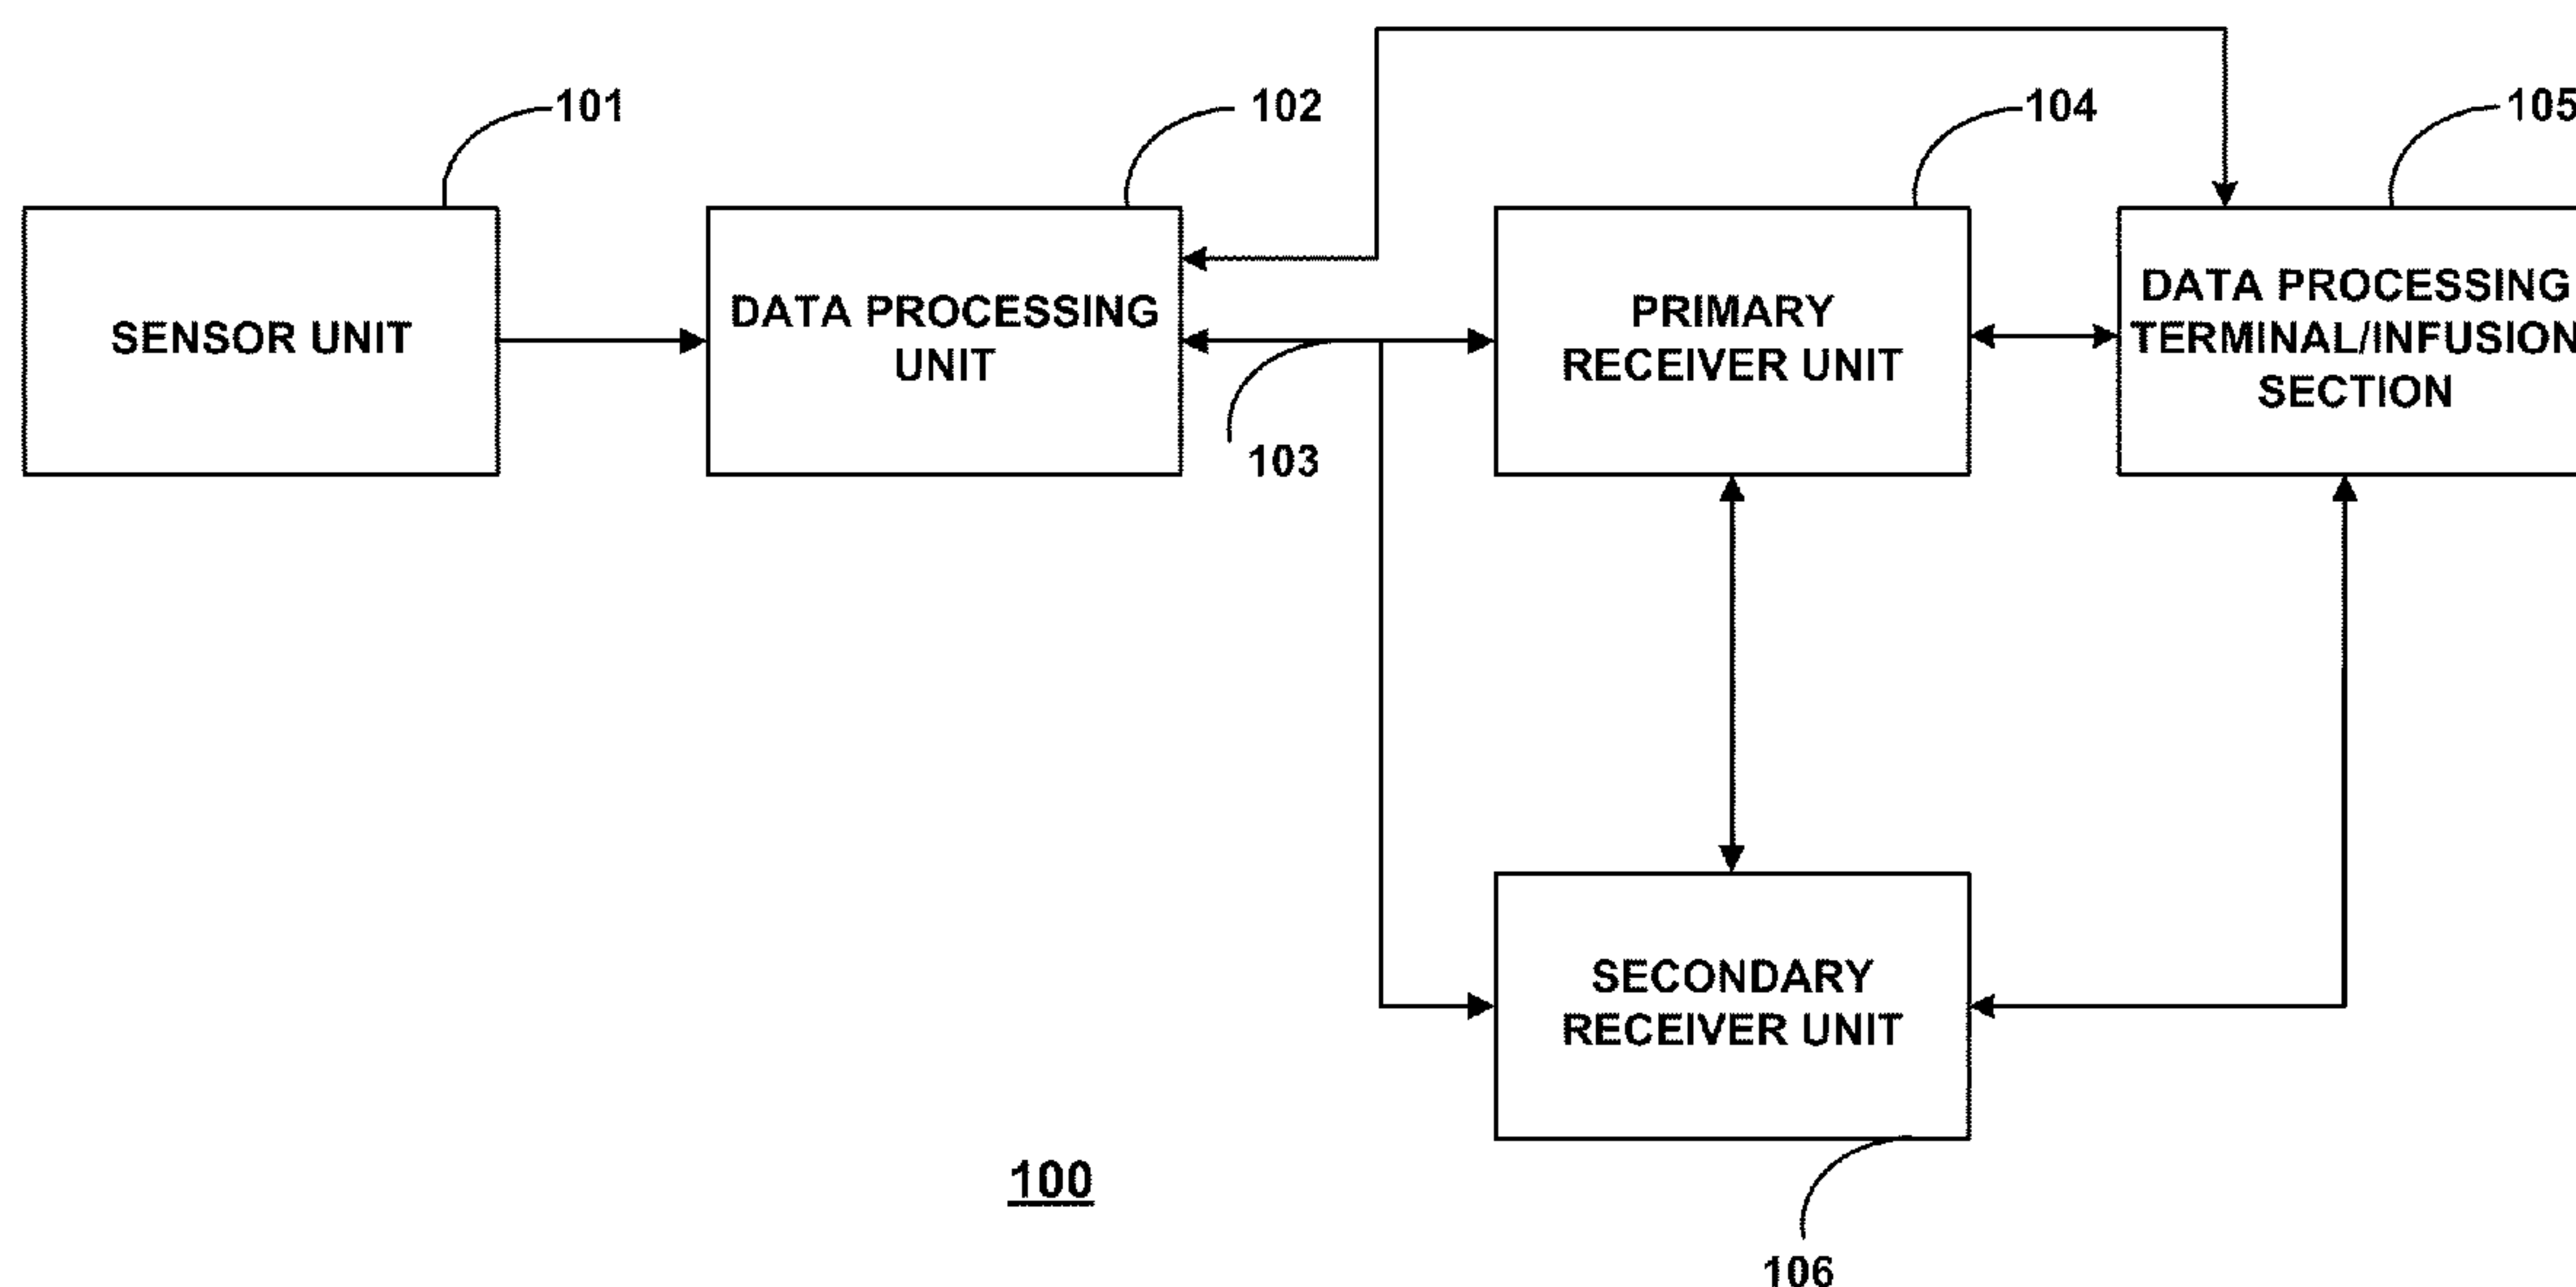 101
102
104
105
SENSOR UNIT
DATA PROCESSING
UNIT
PRIMARY
RECEIVER UNIT
DATA PROCESSING
TERMINAL/INFUSION
SECTION
103
SECONDARY
RECEIVER UNIT
100
106